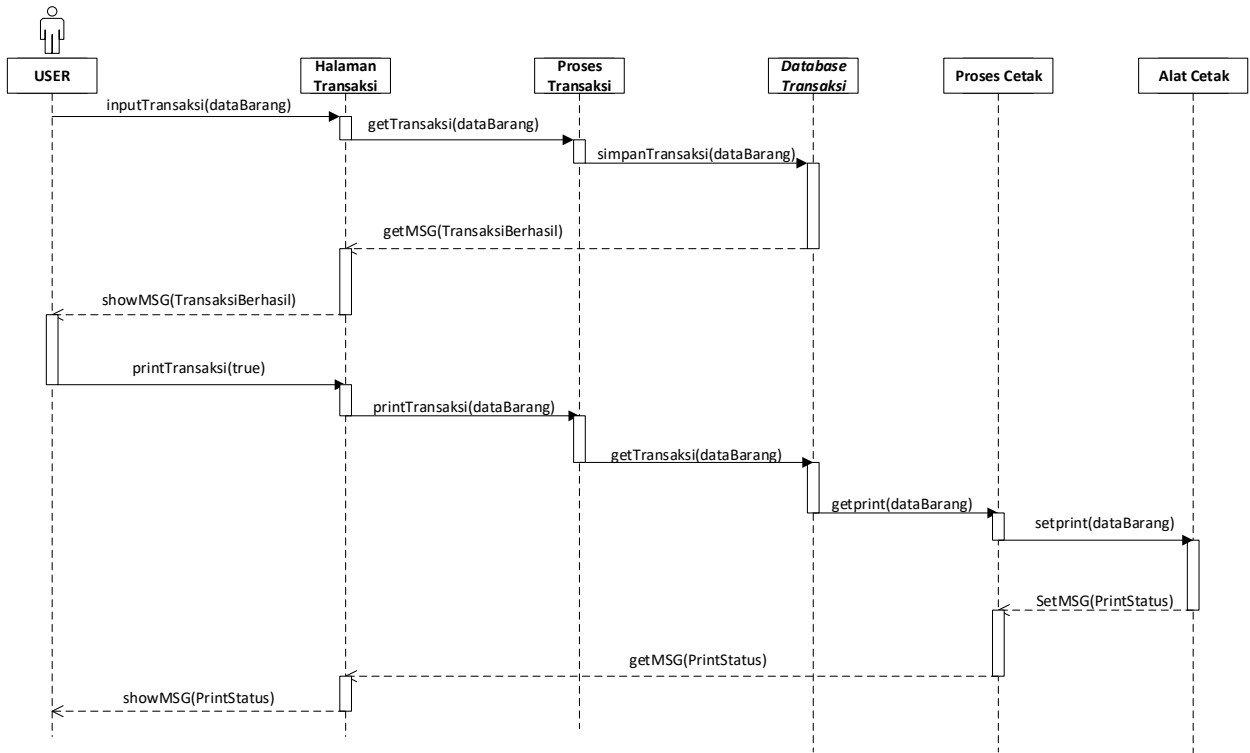 USER
Halaman
Transaksi
Proses
Transaksi
Database
Transaksi
Proses Cetak
Alat Cetak
inputTransaksi(dataBarang)
getTransaksi(dataBarang)
simpanTransaksi(dataBarang)
getMSG(TransaksiBerhasil)
showMSG(TransaksiBerhasil)
printTransaksi(true)
printTransaksi(dataBarang)
getTransaksi(dataBarang)
getprint(dataBarang)
setprint(dataBarang)
SetMSG(PrintStatus)
getMSG(PrintStatus)
showMSG(PrintStatus)